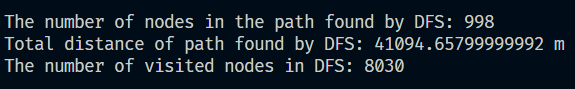 The number of nodes in the path found by DFS: 998
Total distance of path found by DFS: 41094.65799999992 m
The number of visited nodes in DFS: 8030